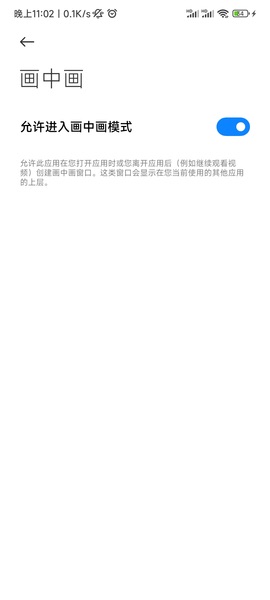 晚上11:02 | 0.1K/s
画中画
允许进入画中画模式
允许此应用在您打开应用时或您离开应用后（例如继续观看视
频）创建画中画窗口。这类窗口会显示在您当前使用的其他应用
的上层。